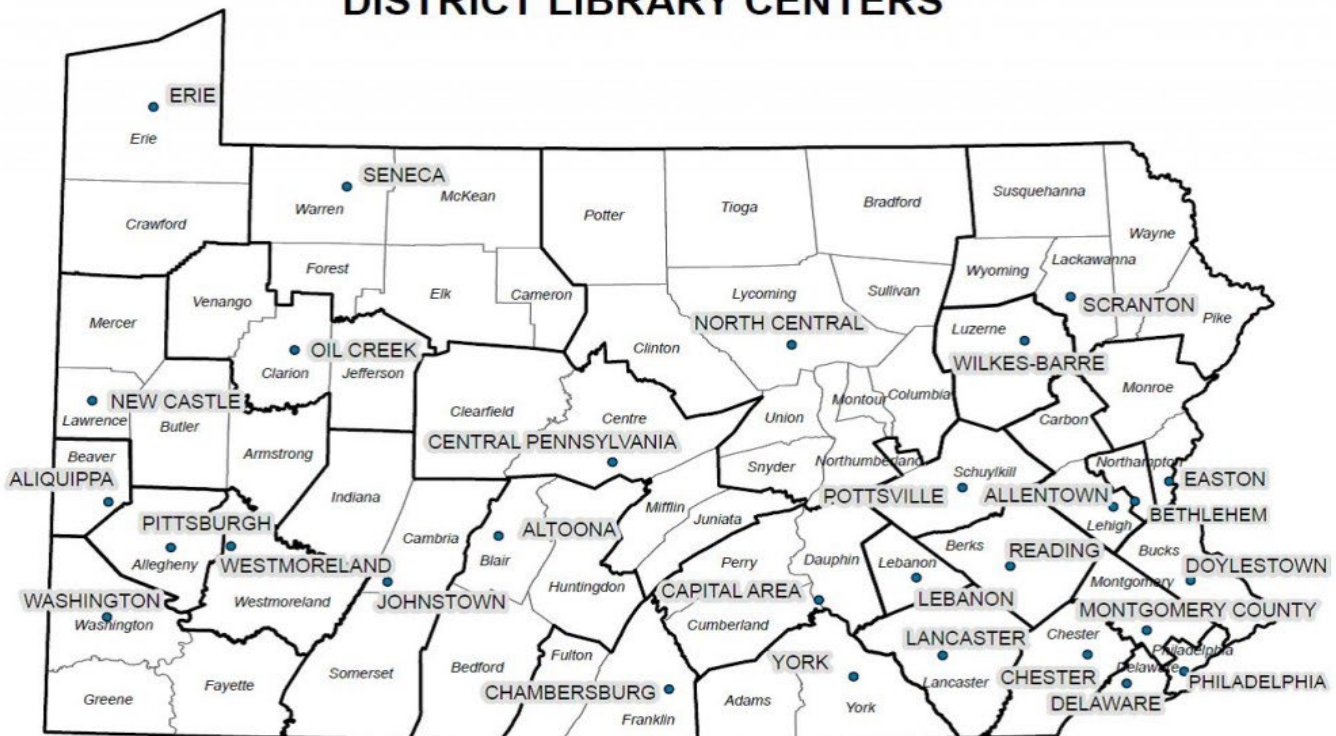 DISTRICT LIBRARY CENTERS
ERIE
Erie
SENECA
McKean
Warren
Potter
Tioga
Bradford
Susquehanna
Crawford
Wayne
Forest
Wyoming
Lackawanna
Venango
Elk
Cameron
Lycoming
Sullivan
SCRANTON
Mercer
NORTH CENTRAL
Pike
Luzerne
OIL CREEK
Clinton
WILKES-BARRE
Clarion
Jefferson
Monroe
NEW CASTLE
Montour
Columbia
Lawrence
Butler
Clearfield
Centre
Union
Carbon
CENTRAL PENNSYLVANIA
Beaver
Armstrong
Snyder
Northumberland
Northampton
ALIQUIPPA
Schuylkill
EASTON
Indiana
POTTSVILLE
ALLENTOWN
Mifflin
Juniata
BETHLEHEM
PITTSBURGH
Lehigh
ALTOONA
Cambria
Blair
Berks
READING
Bucks
Allegheny
WESTMORELAND
Perry
Dauphin
Lebanon
DOYLESTOWN
Huntingdon
Montgomery
CAPITAL AREA
WASHINGTON
Westmoreland
JOHNSTOWN
LEBANON
MONTGOMERY COUNTY
Washington
Cumberland
LANCASTER
Chester
Fulton
YORK
Philadelphia
Somerset
Bedford
Delaware
Greene
Fayette
CHAMBERSBURG
Lancaster
CHESTER
PHILADELPHIA
Adams
York
DELAWARE
Franklin